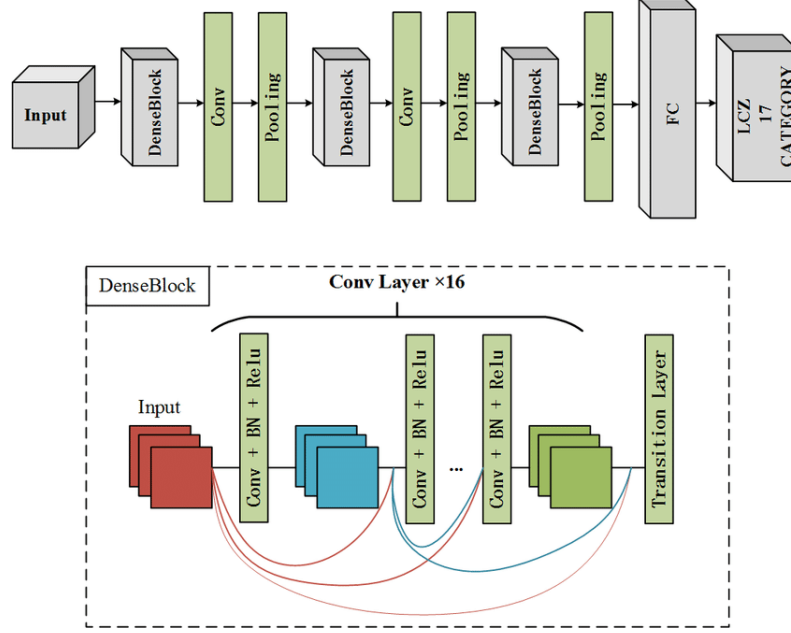 Input
DenseBlock
Conv
Pooling
DenseBlock
Conv
Pooling
DenseBlock
Pooling
FC
LCZ
17
CATEGORY
DenseBlock
Conv Layer ×16
Input
Conv + BN + Relu
Conv + BN + Relu
...
Conv + BN + Relu
Transition Layer